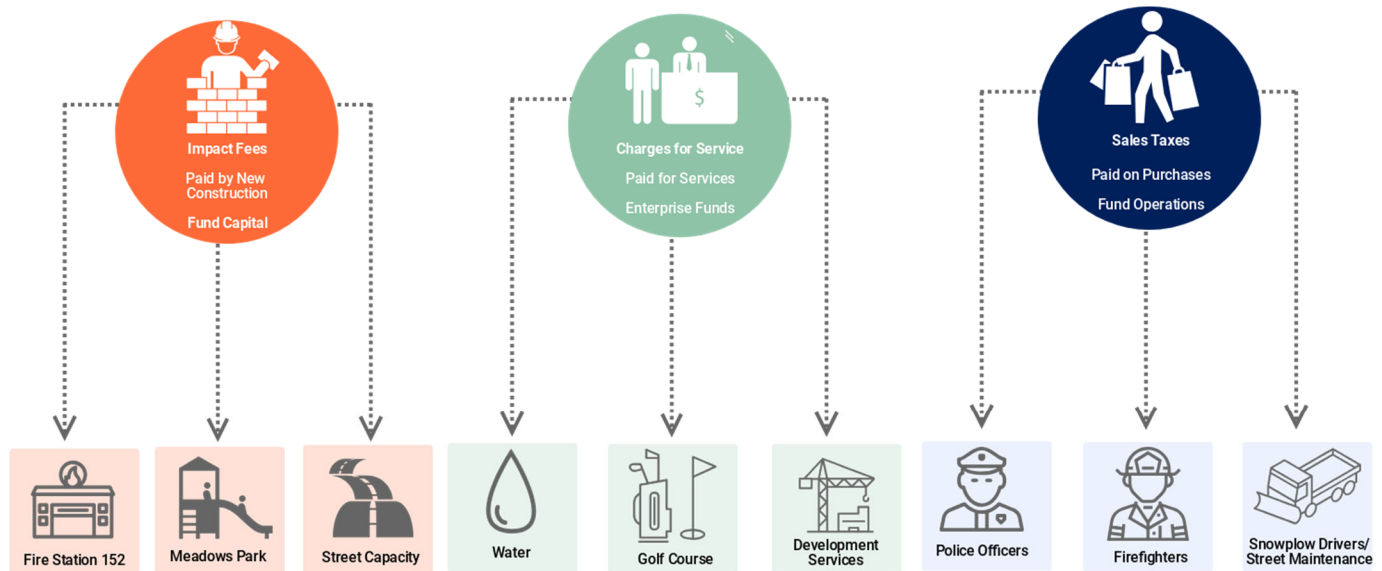 Impact Fees
Paid by New
Construction
Fund Capital
Charges for Service
Paid for Services
Enterprise Funds
$
Sales Taxes
Paid on Purchases
Fund Operations
Fire Station 152
Meadows Park
Street Capacity
Water
Golf Course
Development
Services
Police Officers
Firefighters
Snowplow Drivers/
Street Maintenance